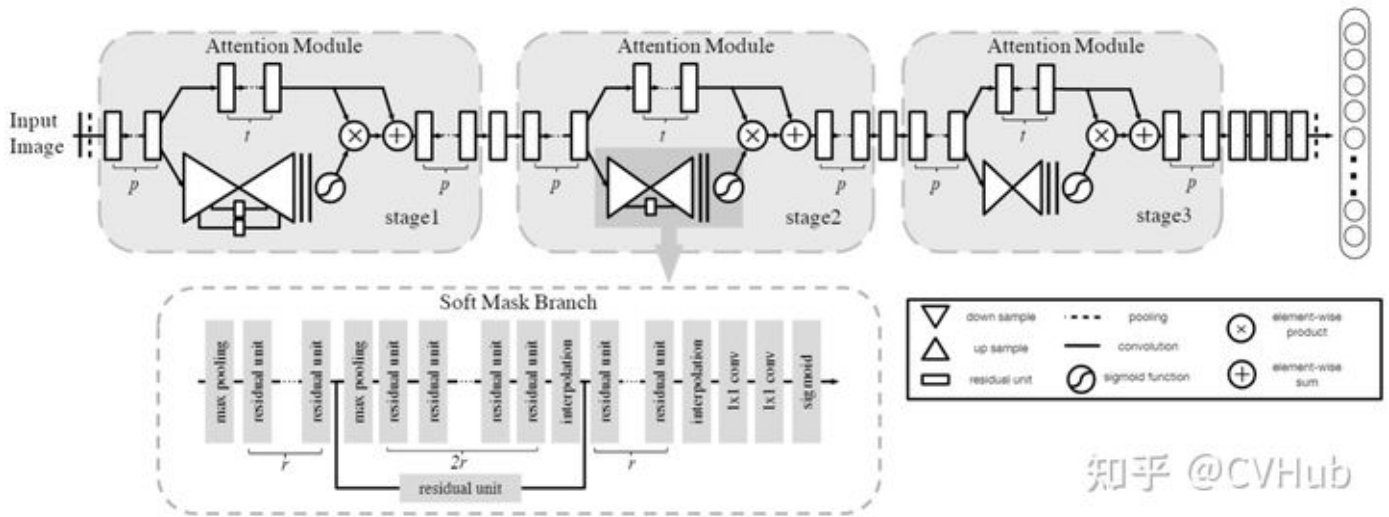 Attention Module
Attention Module
Attention Module
Input
Image
t
t
t
p
p
p
p
p
p
stage1
stage2
stage3
Soft Mask Branch
max pooling
residual unit
residual unit
max pooling
residual unit
residual unit
residual unit
residual unit
interpolation
residual unit
residual unit
interpolation
1x1 conv
1x1 conv
sigmoid
r
2r
r
residual unit
down sample
pooling
element-wise
product
up sample
convolution
residual unit
sigmoid function
element-wise
sum
知乎 @CVHub